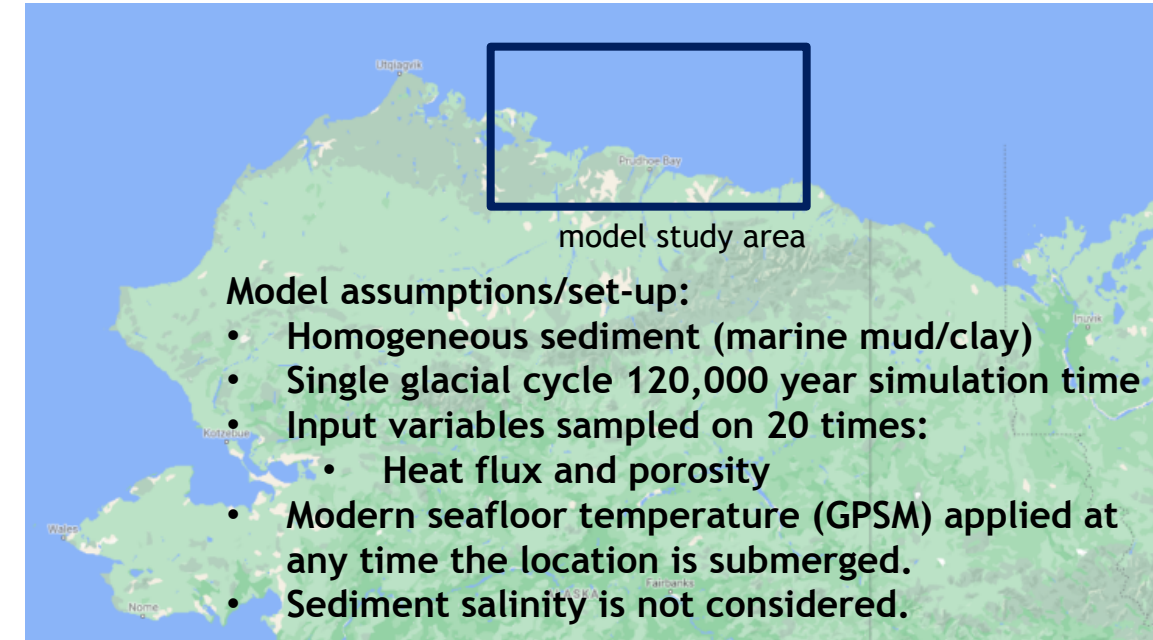 Utqiagvik
Prudhoe Bay
model study area
Model assumptions/set-up:
• Homogeneous sediment (marine mud/clay)
Inuvik
• Single glacial cycle 120,000 year simulation time
• Input variables sampled on 20 times:
Kotzebue
• Heat flux and porosity
• Modern seafloor temperature (GPSM) applied at
Wales
any time the location is submerged.
Fairbanks
• Sediment salinity is not considered.
ALASKA
Nome